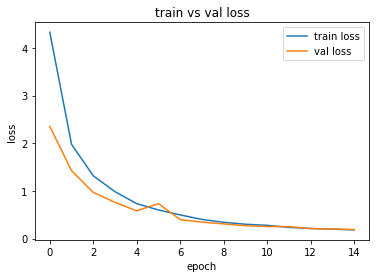 train vs val loss
train loss
val loss
loss
4
3
2
1
0
0 2 4 6 8 10 12 14
epoch